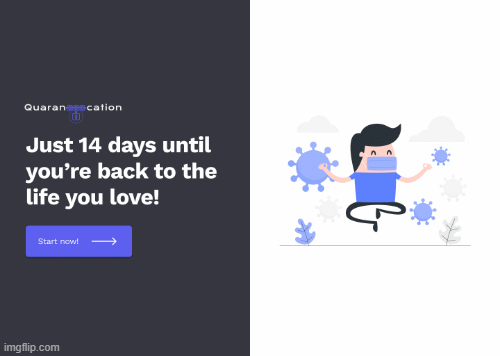 Quaran cation
Just 14 days until
you’re back to the
life you love!
Start now!
imgflip.com